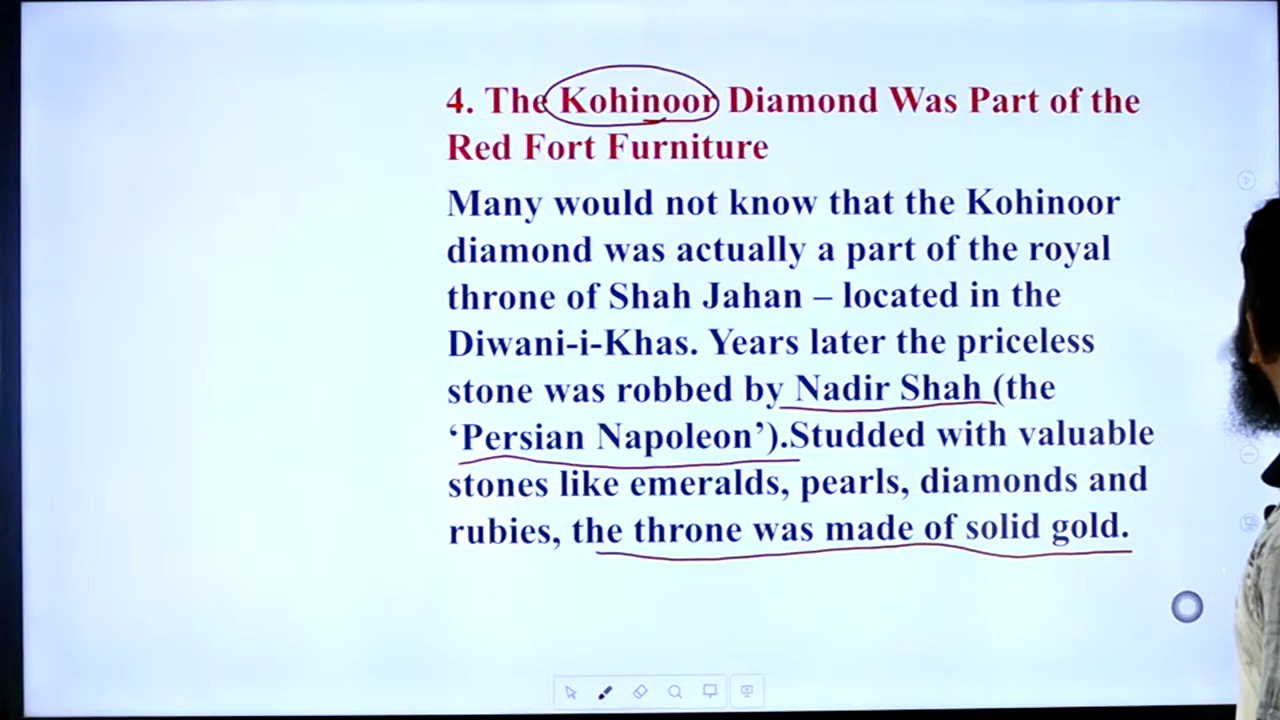 4. The Kohinoor Diamond Was Part of the
Red Fort Furniture
Many would not know that the Kohinoor
diamond was actually a part of the royal
throne of Shah Jahan – located in the
Diwani-i-Khas. Years later the priceless
stone was robbed by Nadir Shah (the
‘Persian Napoleon’).Studded with valuable
stones like emeralds, pearls, diamonds and
rubies, the throne was made of solid gold.